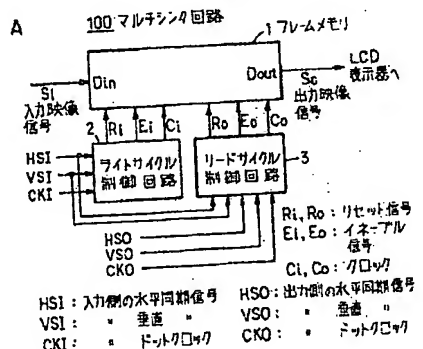 A
100 マルチシンク回路
1 フレームメモリ
Si
入力映像
信号
Din
Dout
So
出力映像
信号
LCD
表示器へ
2
Ri
Ei
Ci
Ro
Eo
Co
HSI
VSI
CKI
ライトサイクル
制御回路
リードサイクル
制御回路
3
HSO
VSO
CKO
Ri, Ro : リセット信号
Ei, Eo : イネーブル
信号
Ci, Co : クロック
HSI : 入力側の水平同期信号
VSI : 〃 垂直 〃
CKI : 〃 ドットクロック
HSO : 出力側の水平同期信号
VSO : 〃 垂直 〃
CKO : 〃 ドットクロック